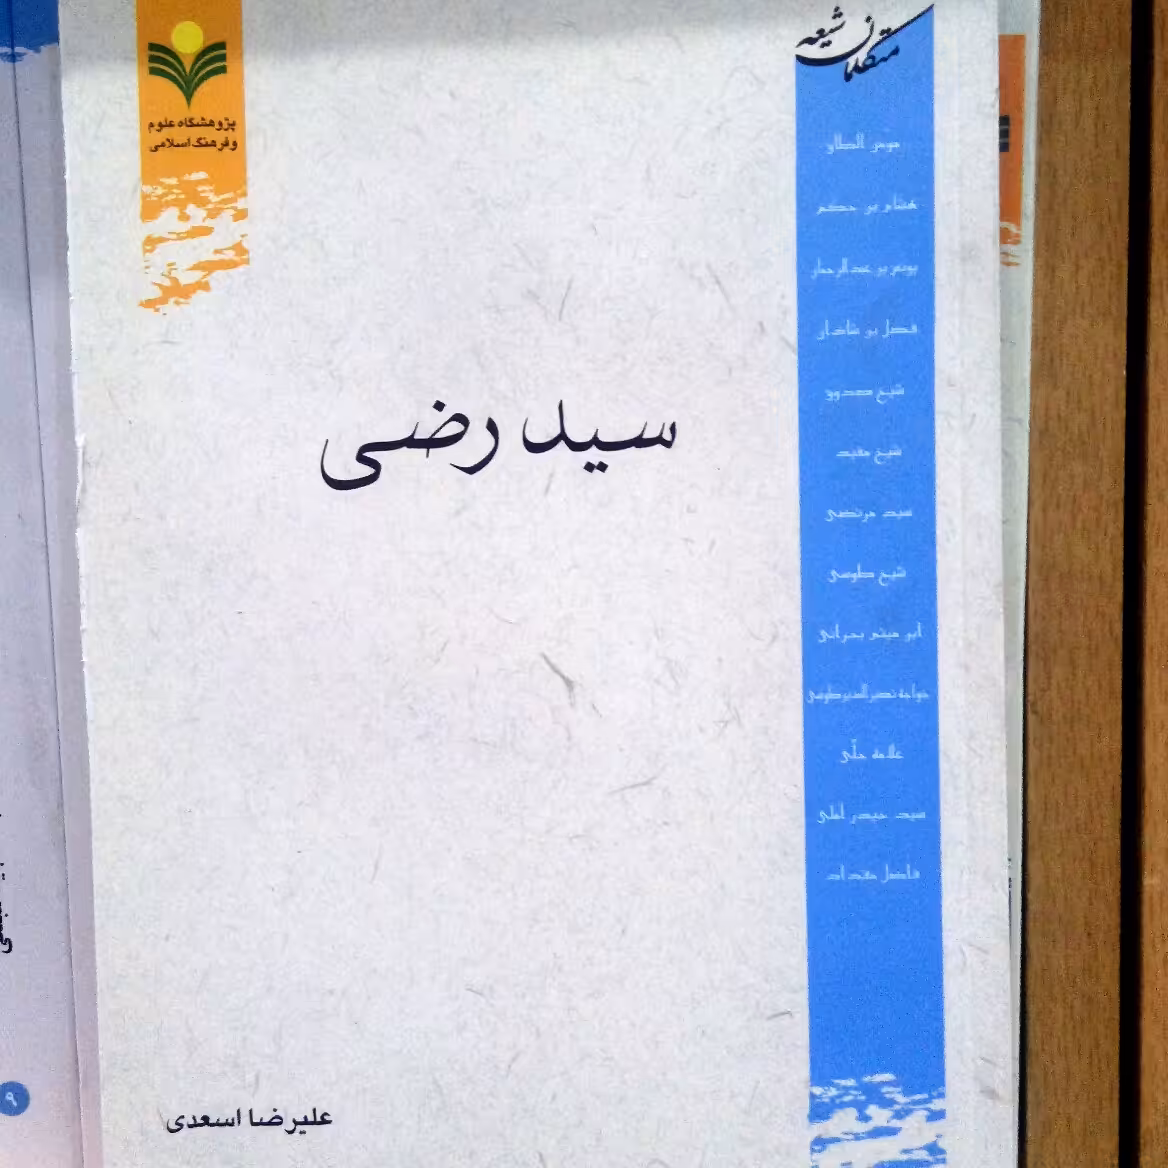 متکلمان شیعه
پژوهشگاه علوم
و فرهنگ اسلامی
مؤمن الطاق
هشام بن حکم
یونس بن عبدالرحمان
فضل بن شاذان
شیخ صدوق
شیخ مفید
سید مرتضی
شیخ طوسی
ابن میثم بحرانی
خواجه نصیرالدین طوسی
علامه حلّی
سید حیدر آملی
فاضل مقداد
سید رضی
علیرضا اسعدی
۹